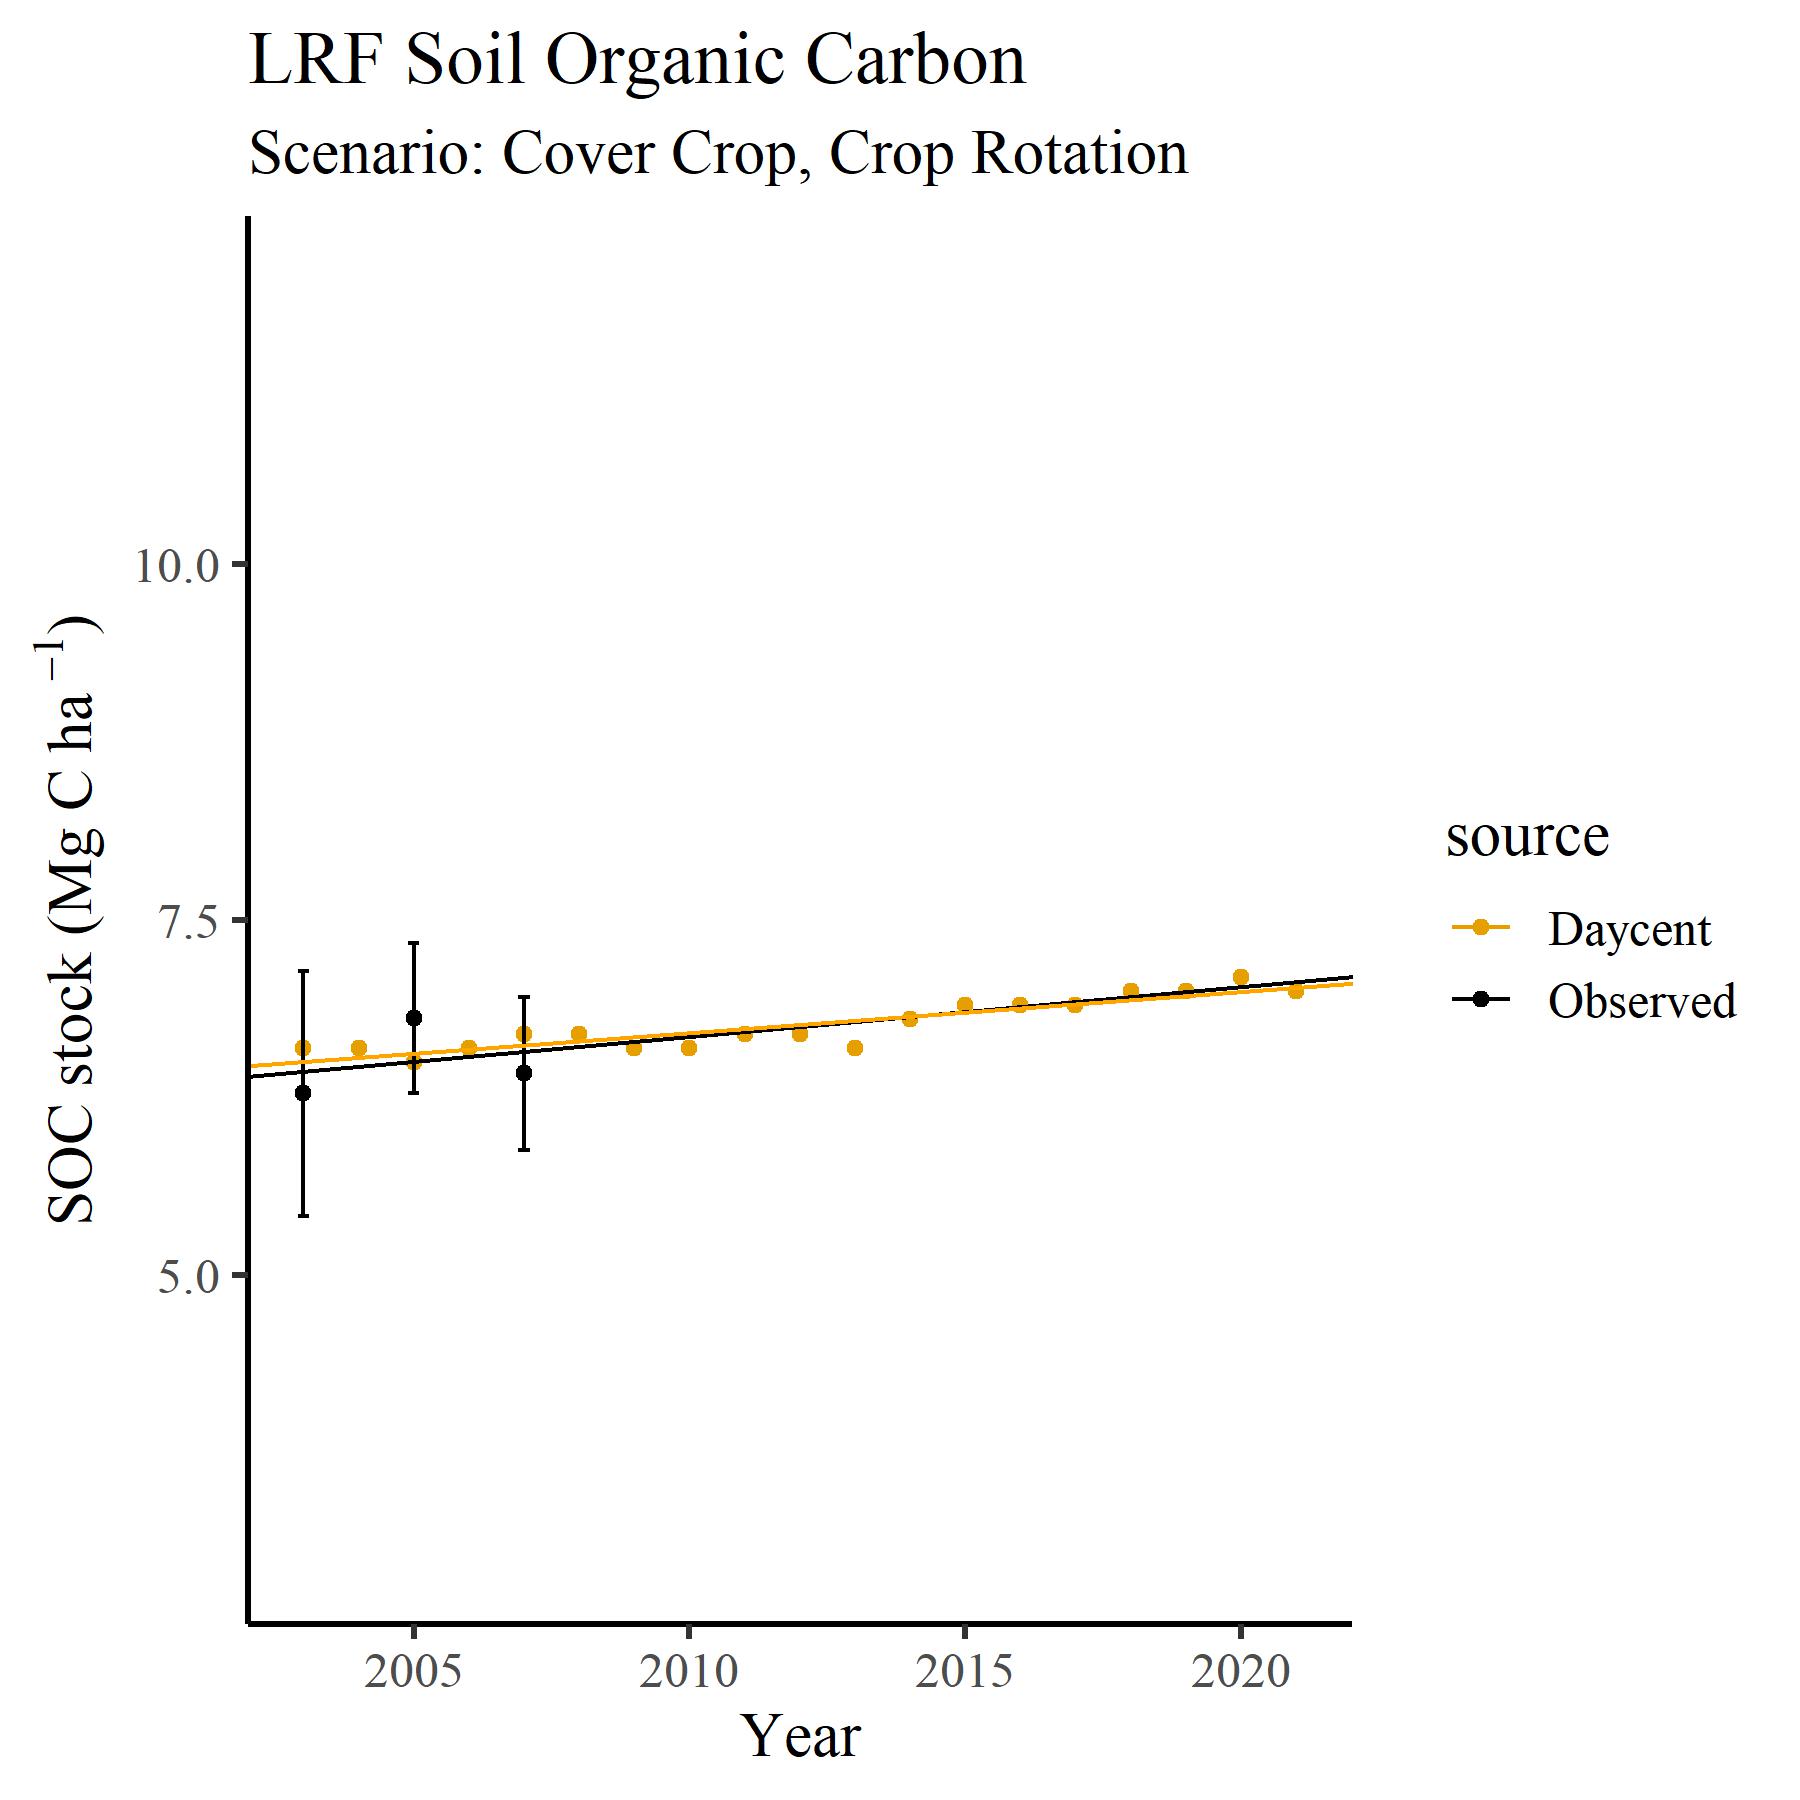 LRF Soil Organic Carbon
Scenario: Cover Crop, Crop Rotation
SOC stock (Mg C ha −1)
10.0
7.5
5.0
2005
2010
2015
2020
Year
source
Daycent
Observed